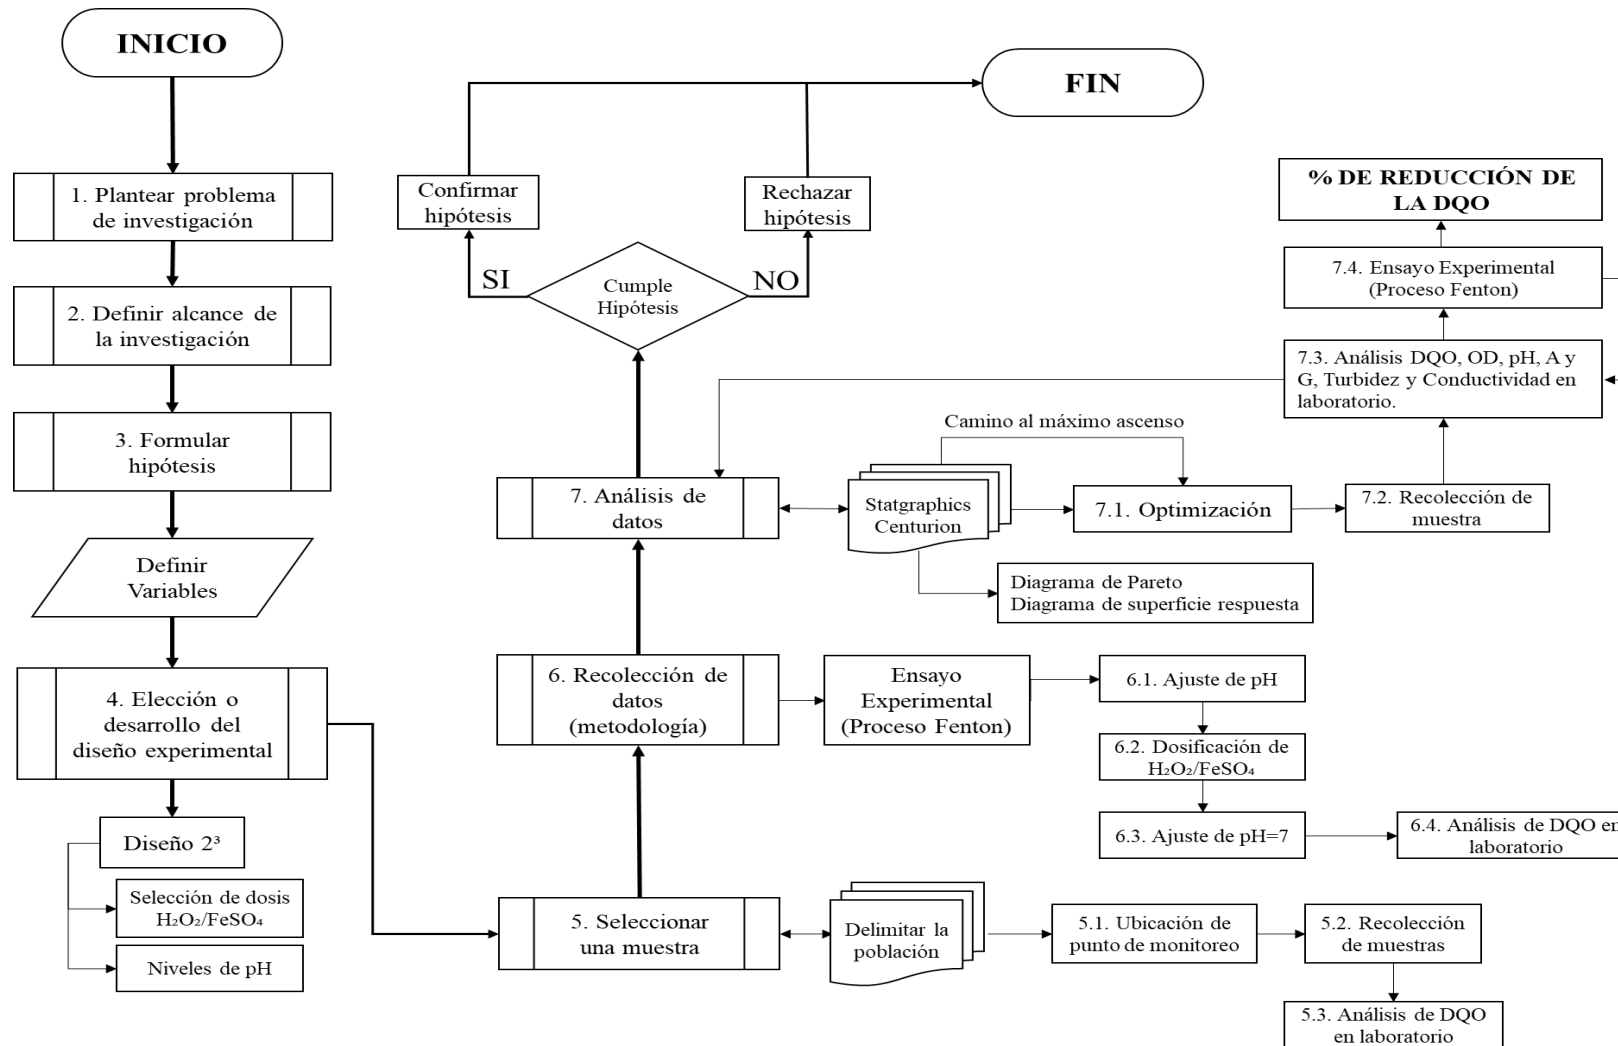 INICIO
1. Plantear problema
de investigación
2. Definir alcance de
la investigación
3. Formular
hipótesis
Definir
Variables
4. Elección o
desarrollo del
diseño experimental
Diseño 2³
Selección de dosis
H₂O₂/FeSO₄
Niveles de pH
FIN
Confirmar
hipótesis
Rechazar
hipótesis
SI
NO
Cumple
Hipótesis
7. Análisis de
datos
6. Recolección de
datos
(metodología)
5. Seleccionar
una muestra
Camino al máximo ascenso
Statgraphics
Centurion
7.1. Optimización
7.2. Recolección de
muestra
Diagrama de Pareto
Diagrama de superficie respuesta
% DE REDUCCIÓN DE
LA DQO
7.4. Ensayo Experimental
(Proceso Fenton)
7.3. Análisis DQO, OD, pH, A y
G, Turbidez y Conductividad en
laboratorio.
Ensayo
Experimental
(Proceso Fenton)
6.1. Ajuste de pH
6.2. Dosificación de
H₂O₂/FeSO₄
6.3. Ajuste de pH=7
6.4. Análisis de DQO en
laboratorio
Delimitar la
población
5.1. Ubicación de
punto de monitoreo
5.2. Recolección
de muestras
5.3. Análisis de DQO
en laboratorio